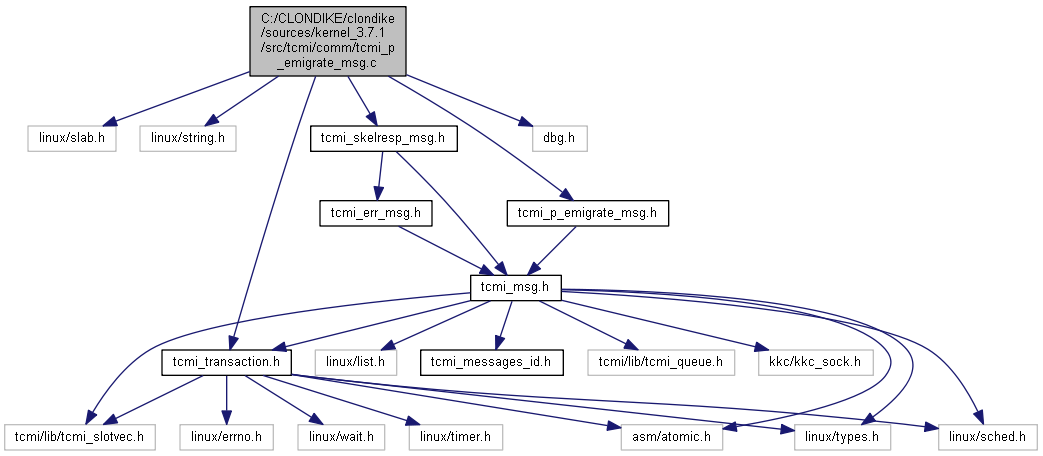 C:/CLONDIKE/clondike
/sources/kernel_3.7.1
/src/tcmi/comm/tcmi_p
_emigrate_msg.c
linux/slab.h
linux/string.h
tcmi_skelresp_msg.h
dbg.h
tcmi_err_msg.h
tcmi_p_emigrate_msg.h
tcmi_msg.h
tcmi_transaction.h
linux/list.h
tcmi_messages_id.h
tcmi/lib/tcmi_queue.h
kkc/kkc_sock.h
tcmi/lib/tcmi_slotvec.h
linux/errno.h
linux/wait.h
linux/timer.h
asm/atomic.h
linux/types.h
linux/sched.h